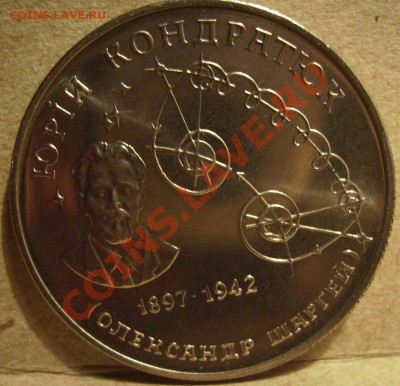 COINS.LAVE.RU
ЮРІЙ КОНДРАТЮК
1897-1942
(ОЛЕКСАНДР ШАРГЕЙ)
COINS.LAVE.RU